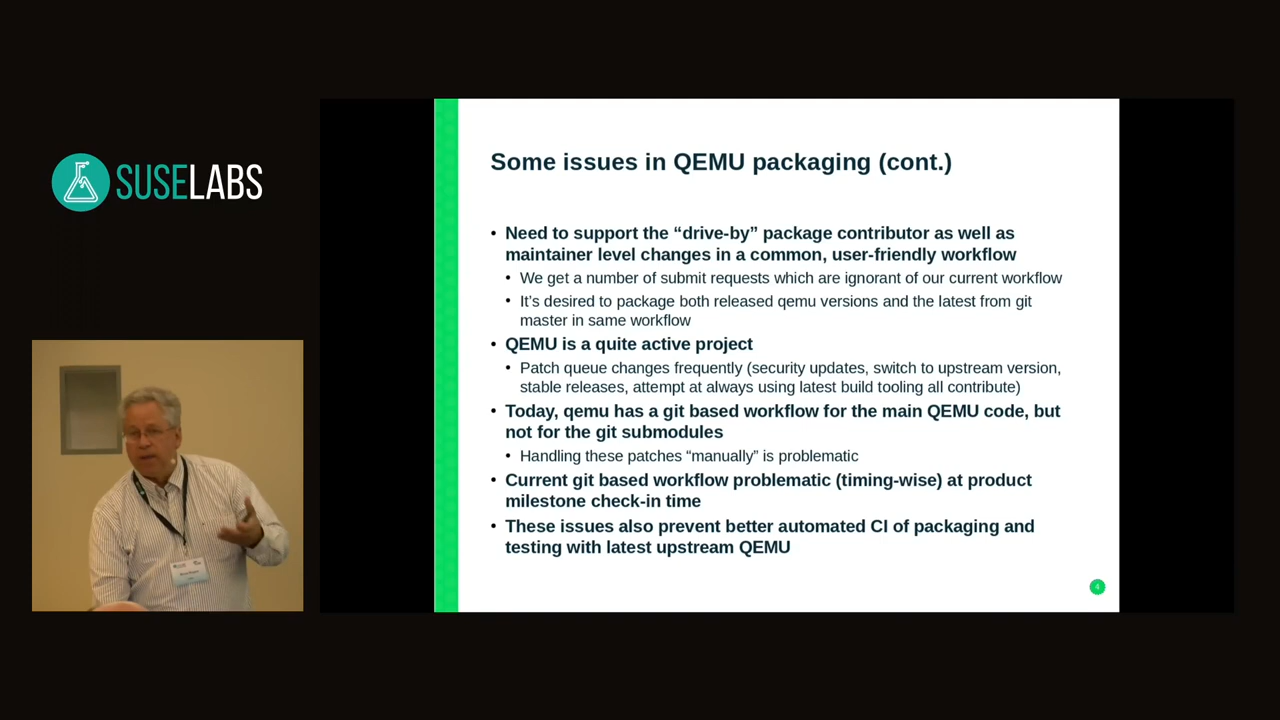 SUSELABS
Some issues in QEMU packaging (cont.)
• Need to support the “drive-by” package contributor as well as
maintainer level changes in a common, user-friendly workflow
• We get a number of submit requests which are ignorant of our current workflow
• It’s desired to package both released qemu versions and the latest from git
master in same workflow
• QEMU is a quite active project
• Patch queue changes frequently (security updates, switch to upstream version,
stable releases, attempt at always using latest build tooling all contribute)
• Today, qemu has a git based workflow for the main QEMU code, but
not for the git submodules
• Handling these patches “manually” is problematic
• Current git based workflow problematic (timing-wise) at product
milestone check-in time
• These issues also prevent better automated CI of packaging and
testing with latest upstream QEMU
4